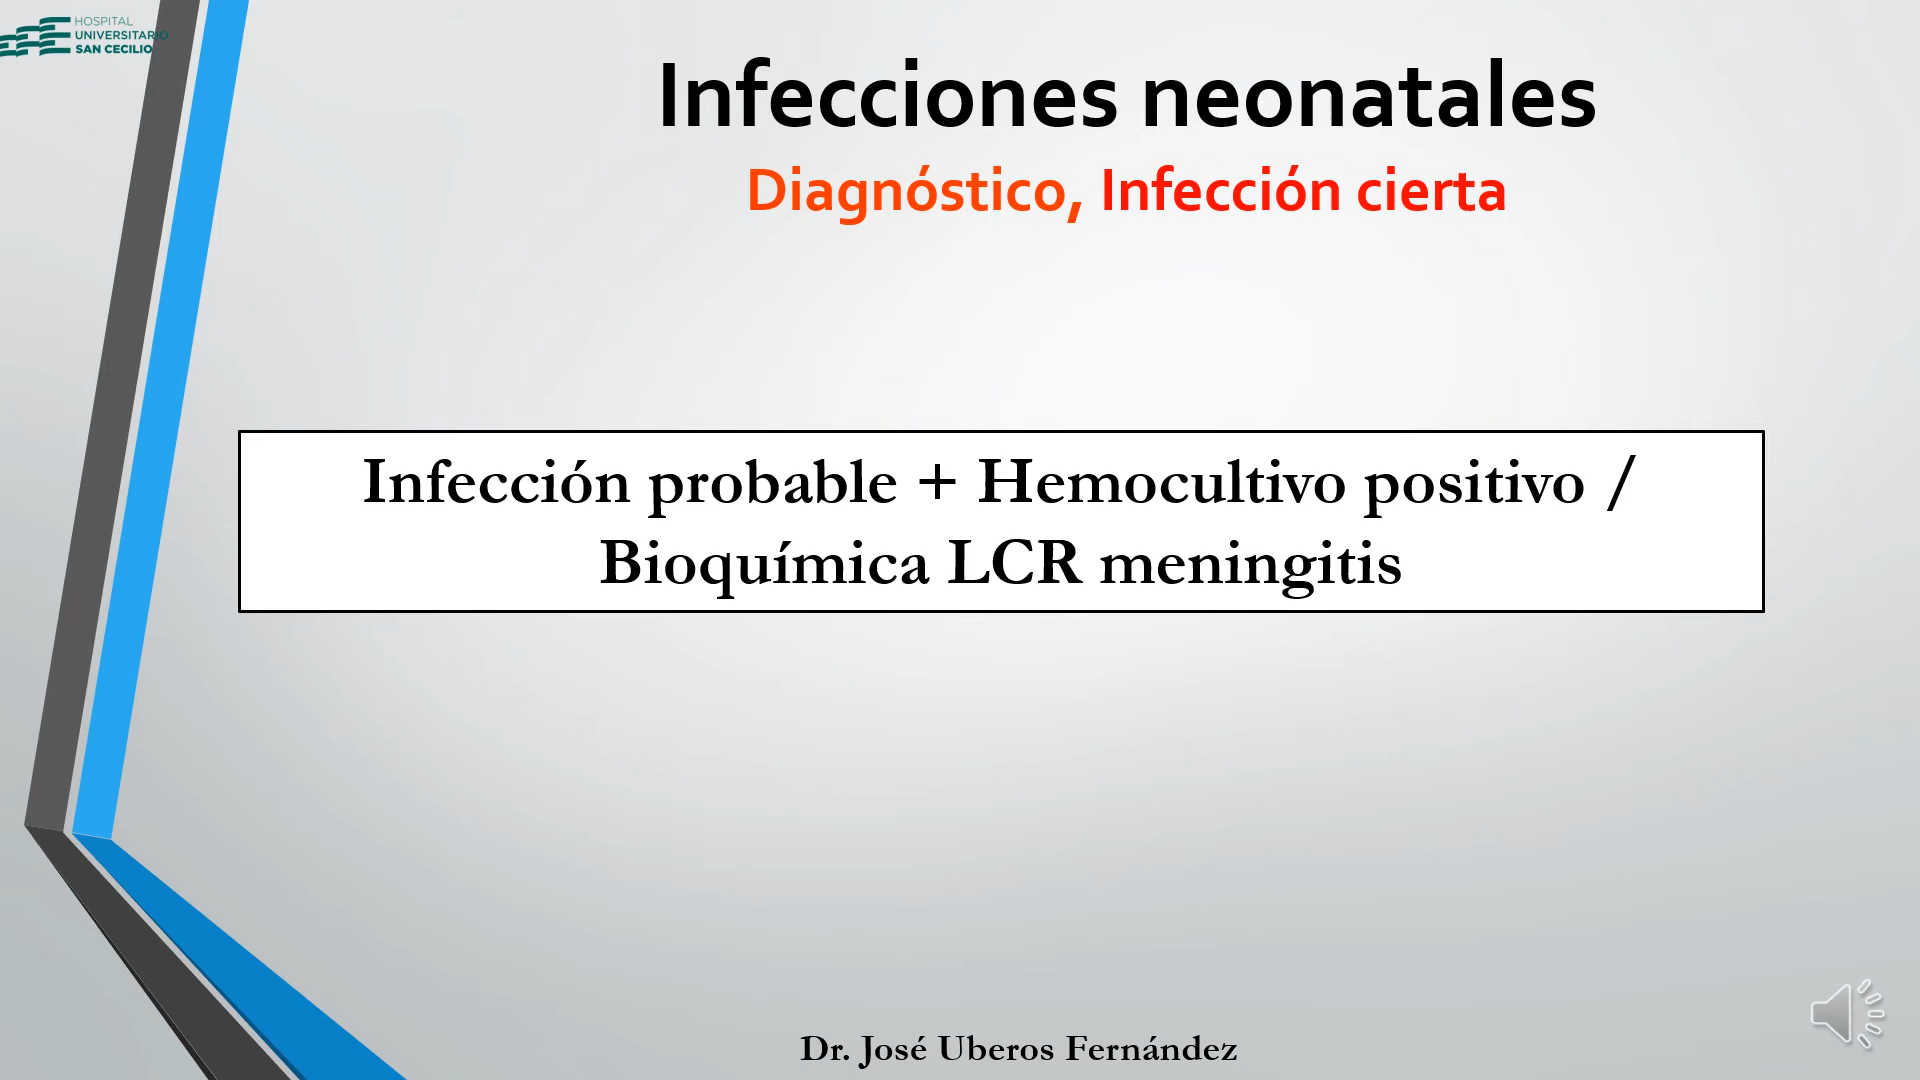 HOSPITAL
UNIVERSITARIO
SAN CECILIO
Infecciones neonatales
Diagnóstico, Infección cierta
Infección probable + Hemocultivo positivo /
Bioquímica LCR meningitis
Dr. José Uberos Fernández